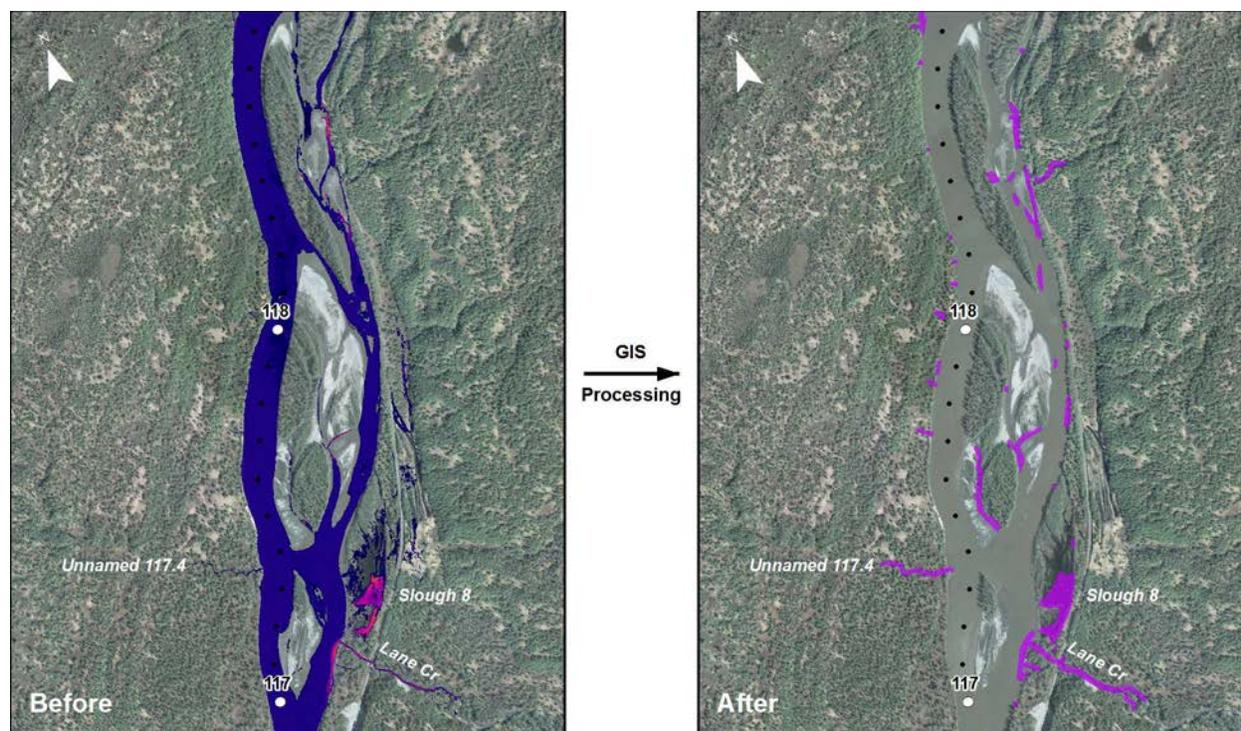 N
118
Unnamed 117.4
Slough 8
Lane Cr
117
Before
GIS
Processing
N
118
Unnamed 117.4
Slough 8
Lane Cr
117
After